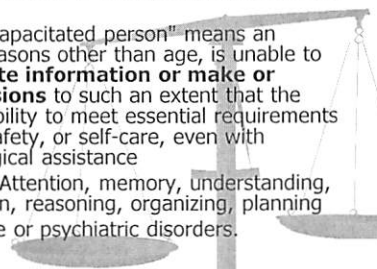 apacitated person" means an
asons other than age, is unable to
te information or make or
sions to such an extent that the
bility to meet essential requirements
afety, or self-care, even with
gical assistance
Attention, memory, understanding,
n, reasoning, organizing, planning
e or psychiatric disorders.